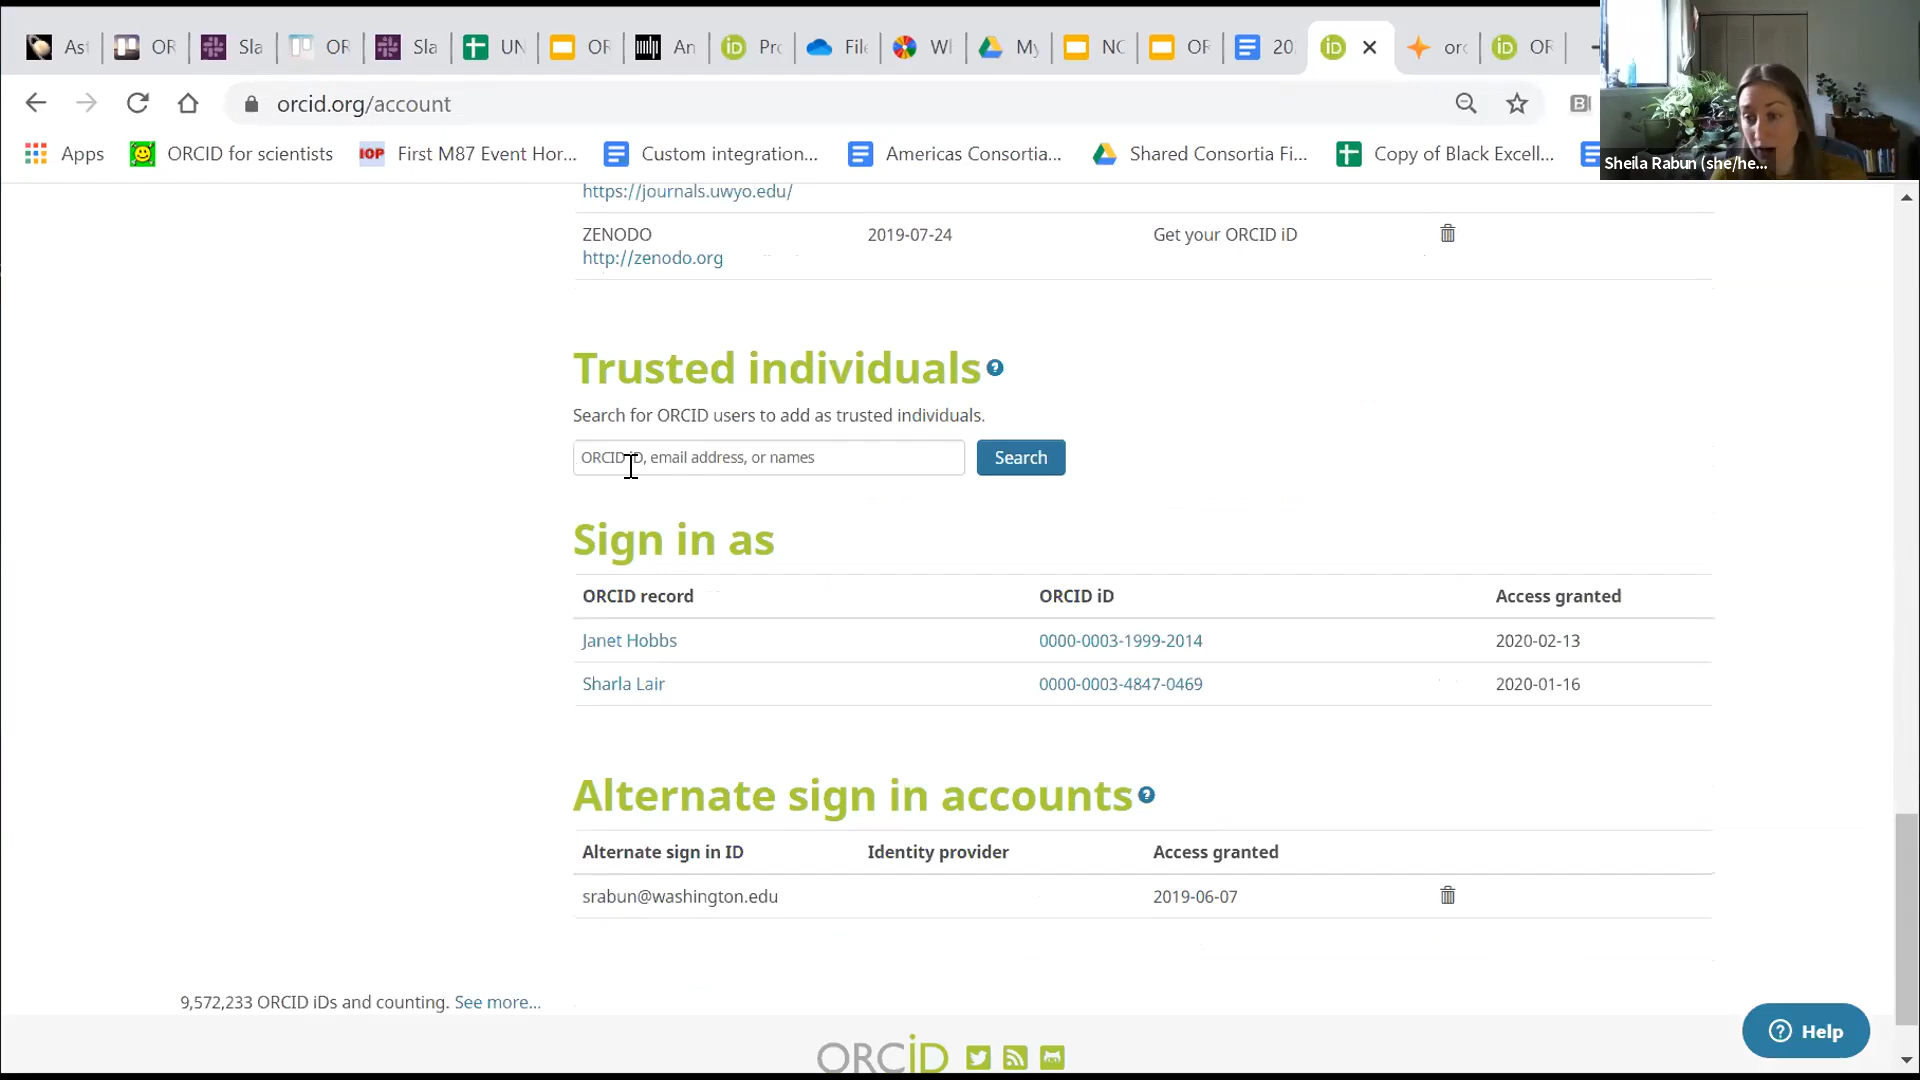 Ast
OR
Sla
OR
Sla
UN
OR
An
Pro
File
Wl
My
NC
OR
20
orc
OR
orcid.org/account
Apps
ORCID for scientists
IOP
First M87 Event Hor...
Custom integration...
Americas Consortia...
Shared Consortia Fi...
Copy of Black Excell...
Sheila Rabun (she/he...
https://journals.uwyo.edu/
ZENODO 2019-07-24 Get your ORCID iD
http://zenodo.org
Trusted individuals ?
Search for ORCID users to add as trusted individuals.
ORCID iD, email address, or names Search
Sign in as
ORCID record ORCID iD Access granted
Janet Hobbs 0000-0003-1999-2014 2020-02-13
Sharla Lair 0000-0003-4847-0469 2020-01-16
Alternate sign in accounts ?
Alternate sign in ID Identity provider Access granted
srabun@washington.edu 2019-06-07
9,572,233 ORCID iDs and counting. See more...
? Help
ORCID